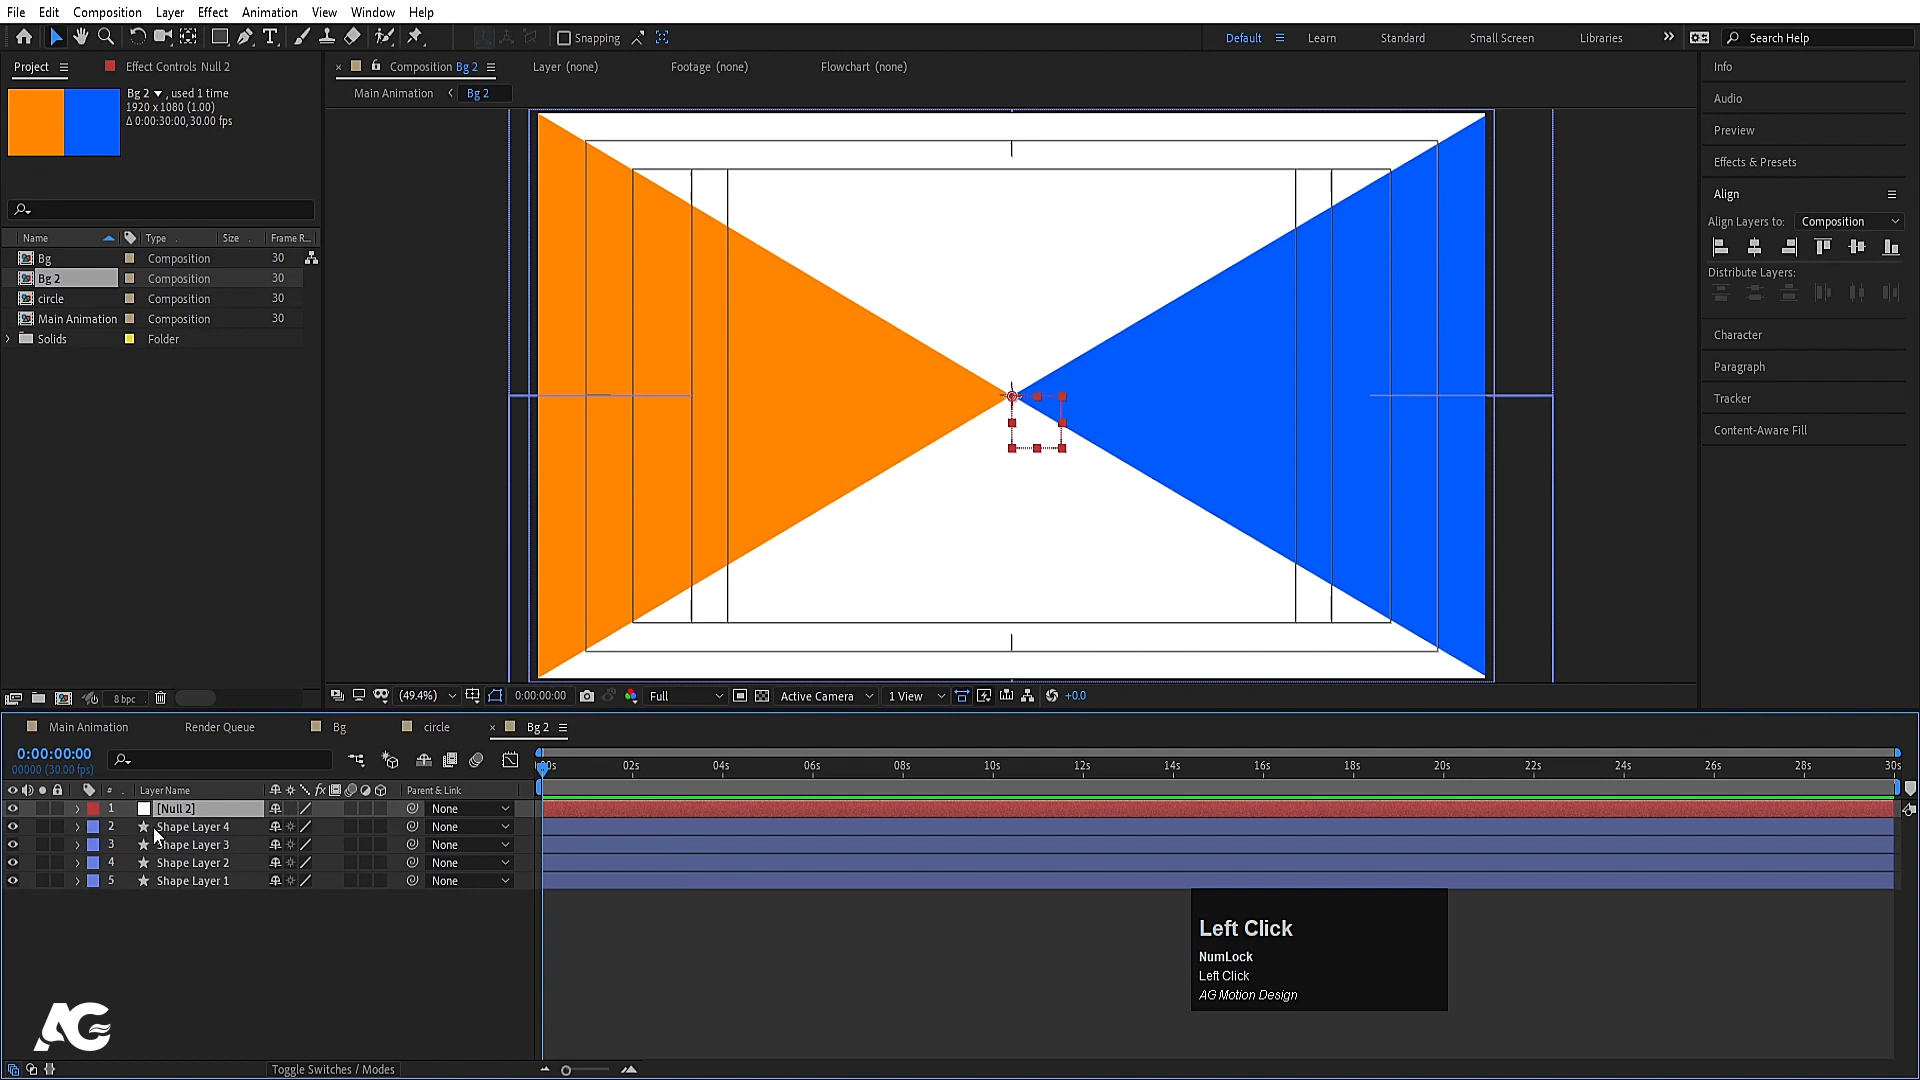 File Edit Composition Layer Effect Animation View Window Help
Snapping Default Learn Standard Small Screen Libraries Search Help
Project Effect Controls Null 2
Composition Bg 2 Layer (none) Footage (none) Flowchart (none)
Main Animation Bg 2
Bg 2 , used 1 time
1920 x 1080 (1.00)
Δ 0:00:30:00, 30.00 fps
Name Type Size Frame R...
Bg Composition 30
Bg 2 Composition 30
circle Composition 30
Main Animation Composition 30
Solids Folder
8 bpc
(49.4%) 0:00:00:00 Full Active Camera 1 View +0.0
Info
Audio
Preview
Effects & Presets
Align
Align Layers to: Composition
Distribute Layers:
Character
Paragraph
Tracker
Content-Aware Fill
Main Animation Render Queue Bg circle Bg 2
0:00:00:00
00000 (30.00 fps)
02s 04s 06s 08s 10s 12s 14s 16s 18s 20s 22s 24s 26s 28s 30s
# Layer Name fx Parent & Link
1 [Null 2] None
2 Shape Layer 4 None
3 Shape Layer 3 None
4 Shape Layer 2 None
5 Shape Layer 1 None
Left Click
NumLock
Left Click
AG Motion Design
AG
Toggle Switches / Modes